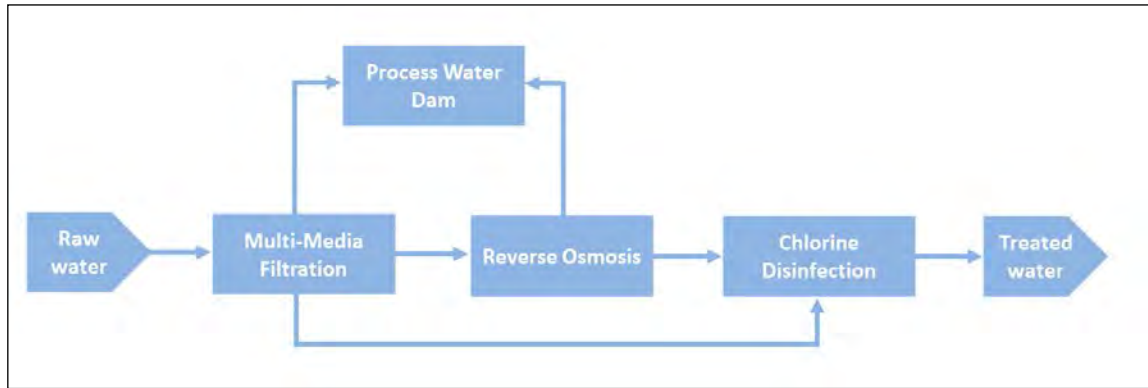 Process Water
Dam
Raw
water
Multi-Media
Filtration
Reverse Osmosis
Chlorine
Disinfection
Treated
water